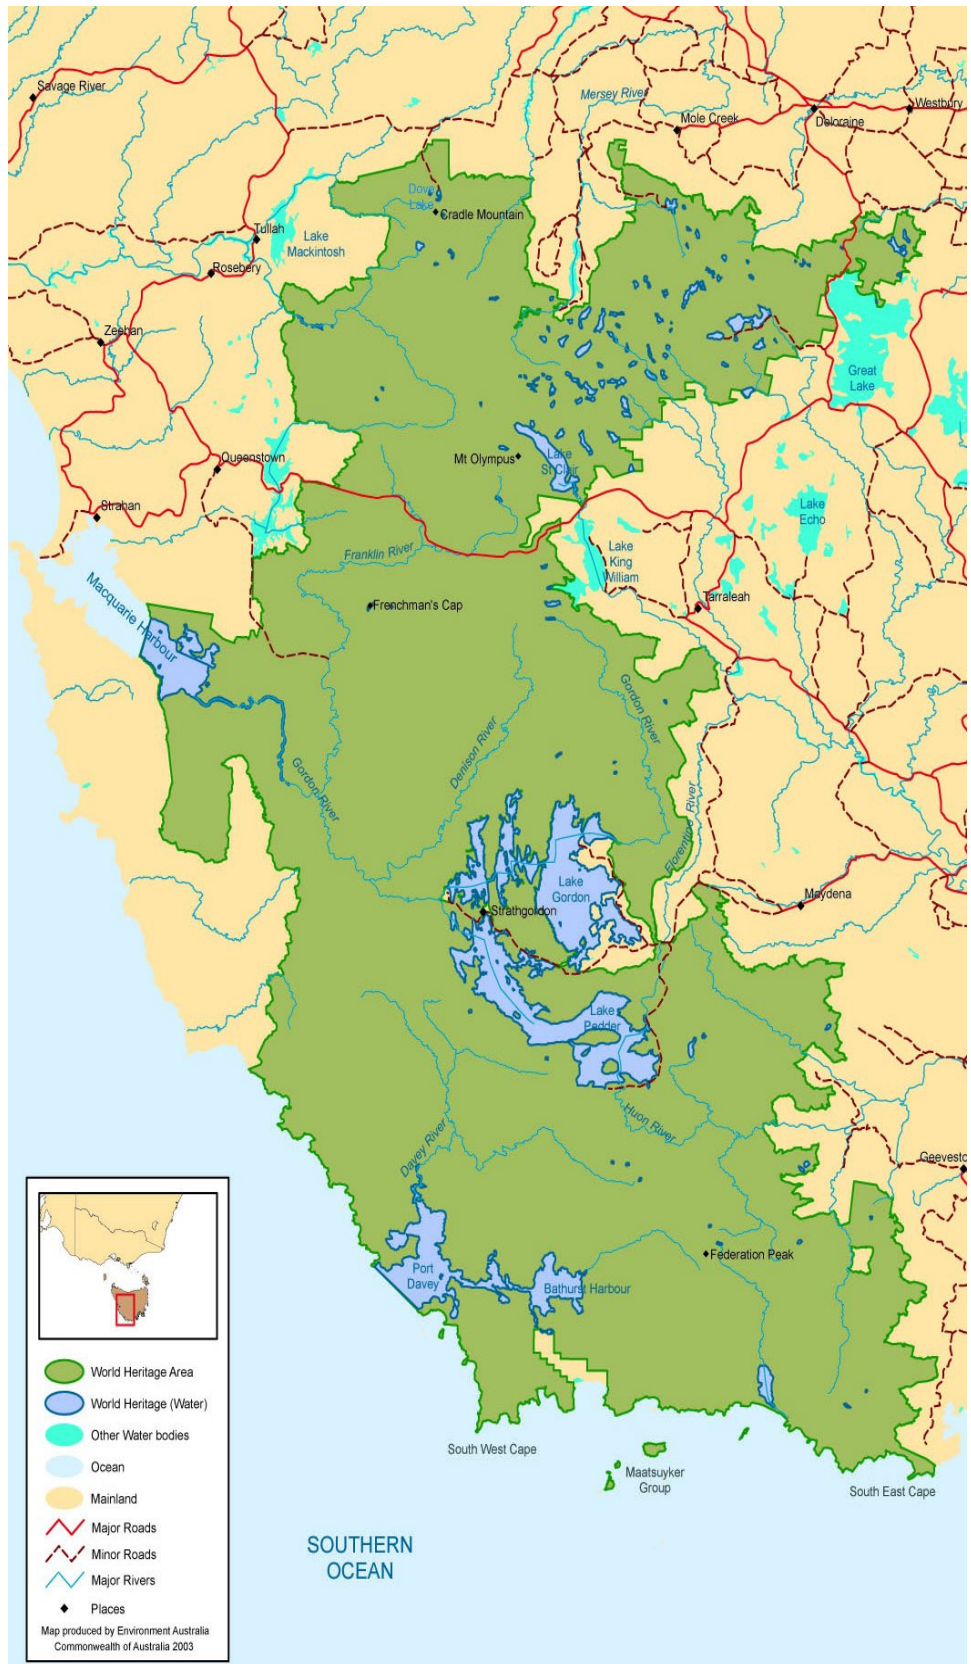 Savage River
Mersey River
Westbury
Mole Creek
Deloraine
Dove
Lake
Cradle Mountain
Tullah
Lake
Mackintosh
Rosebery
Zeehan
Great
Lake
Mt Olympus
Lake
St Clair
Queenstown
Strahan
Lake
Echo
Franklin River
Lake
King
William
Macquarie Harbour
Frenchman's Cap
Tarraleah
Gordon River
Denison River
Gordon River
Florentine River
Lake
Gordon
Maydena
Strathgordon
Lake
Pedder
Huon River
Davey River
Geevesto
Federation Peak
Port
Davey
Bathurst Harbour
South West Cape
Maatsuyker
Group
South East Cape
SOUTHERN
OCEAN
World Heritage Area
World Heritage (Water)
Other Water bodies
Ocean
Mainland
Major Roads
Minor Roads
Major Rivers
Places
Map produced by Environment Australia
Commonwealth of Australia 2003